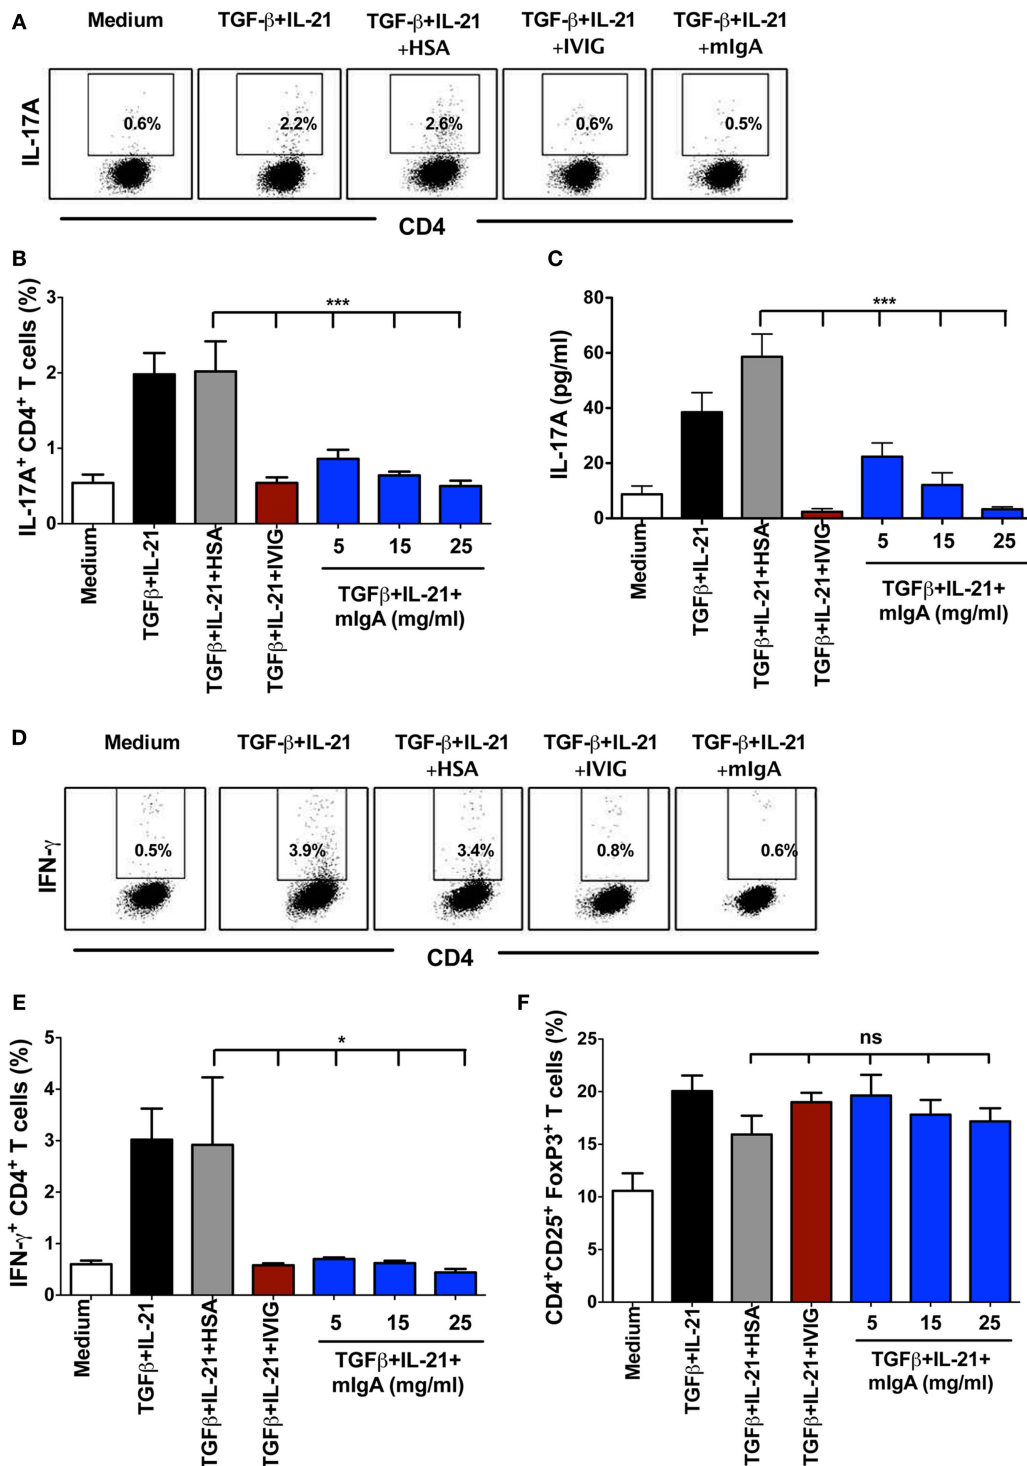 A
Medium TGF-β+IL-21 TGF-β+IL-21 TGF-β+IL-21 TGF-β+IL-21
+HSA +IVIG +mIgA
IL-17A
0.6% 2.2% 2.6% 0.6% 0.5%
CD4
B
IL-17A+ CD4+ T cells (%)
3
2
1
0
***
Medium
TGFβ+IL-21
TGFβ+IL-21+HSA
TGFβ+IL-21+IVIG
5 15 25
TGFβ+IL-21+
mIgA (mg/ml)
C
IL-17A (pg/ml)
80
60
40
20
0
***
Medium
TGFβ+IL-21
TGFβ+IL-21+HSA
TGFβ+IL-21+IVIG
5 15 25
TGFβ+IL-21+
mIgA (mg/ml)
D
Medium TGF-β+IL-21 TGF-β+IL-21 TGF-β+IL-21 TGF-β+IL-21
+HSA +IVIG +mIgA
IFN-γ
0.5% 3.9% 3.4% 0.8% 0.6%
CD4
E
IFN-γ+ CD4+ T cells (%)
5
4
3
2
1
0
*
Medium
TGFβ+IL-21
TGFβ+IL-21+HSA
TGFβ+IL-21+IVIG
5 15 25
TGFβ+IL-21+
mIgA (mg/ml)
F
CD4+CD25+ FoxP3+ T cells (%)
25
20
15
10
5
0
ns
Medium
TGFβ+IL-21
TGFβ+IL-21+HSA
TGFβ+IL-21+IVIG
5 15 25
TGFβ+IL-21+
mIgA (mg/ml)